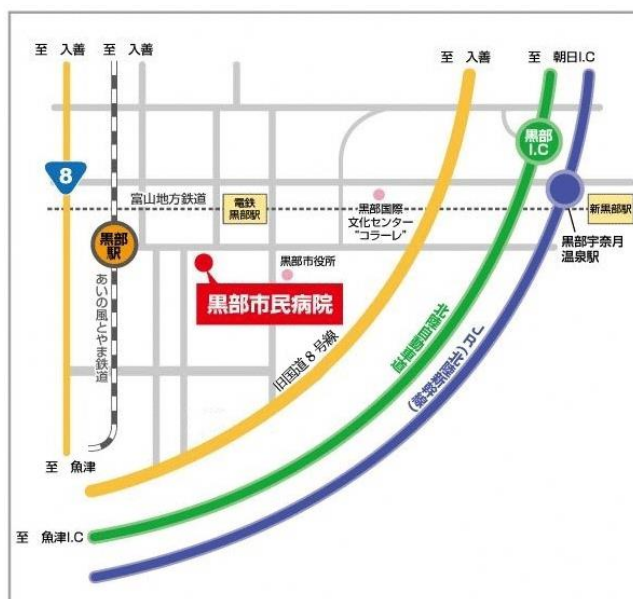 至 入善
至 入善
至 入善
至 朝日I.C
黒部
I.C
8
富山地方鉄道
電鉄
黒部駅
黒部国際
文化センター
"コラーレ"
新黒部駅
黒部
駅
黒部市役所
黒部宇奈月
温泉駅
黒部市民病院
あいの風とやま鉄道
旧国道8号線
北陸自動車道
JR(北陸新幹線)
至 魚津
至 魚津I.C